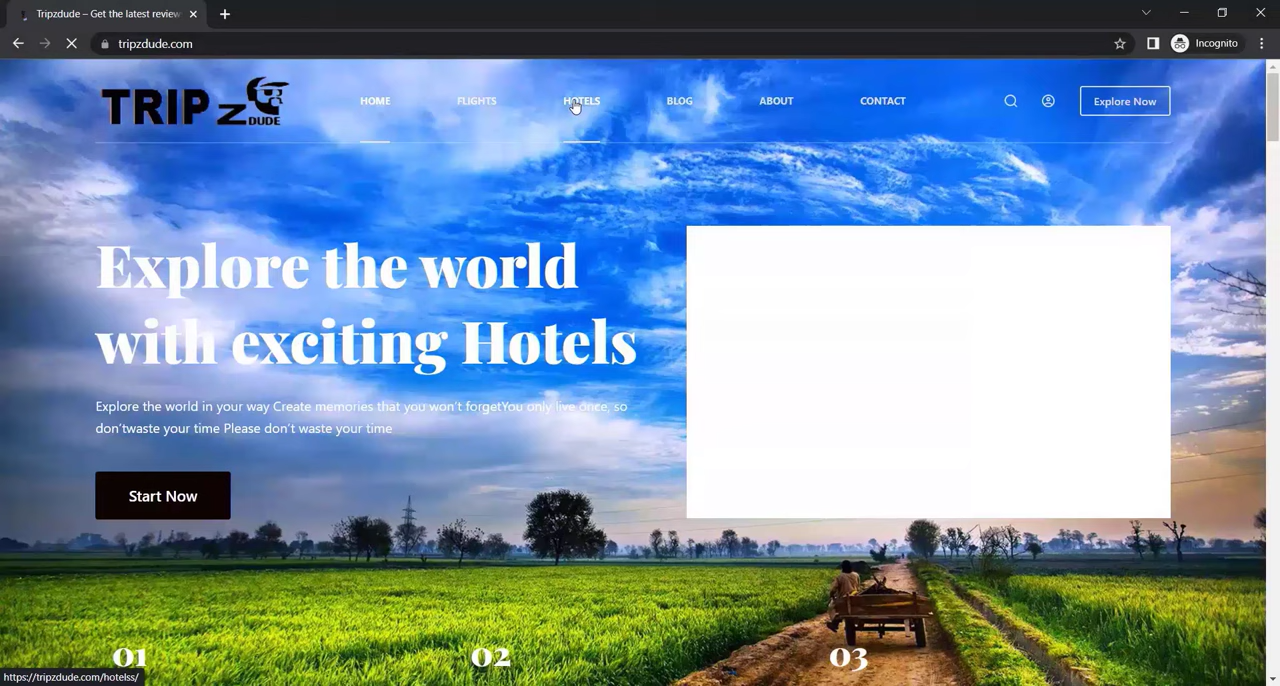 Tripzdude – Get the latest review
tripzdude.com
Incognito
TRIP Z DUDE
HOME
FLIGHTS
HOTELS
BLOG
ABOUT
CONTACT
Explore Now
Explore the world
with exciting Hotels
Explore the world in your way Create memories that you won't forgetYou only live once, so
don'twaste your time Please don't waste your time
Start Now
01
02
03
https://tripzdude.com/hotelss/